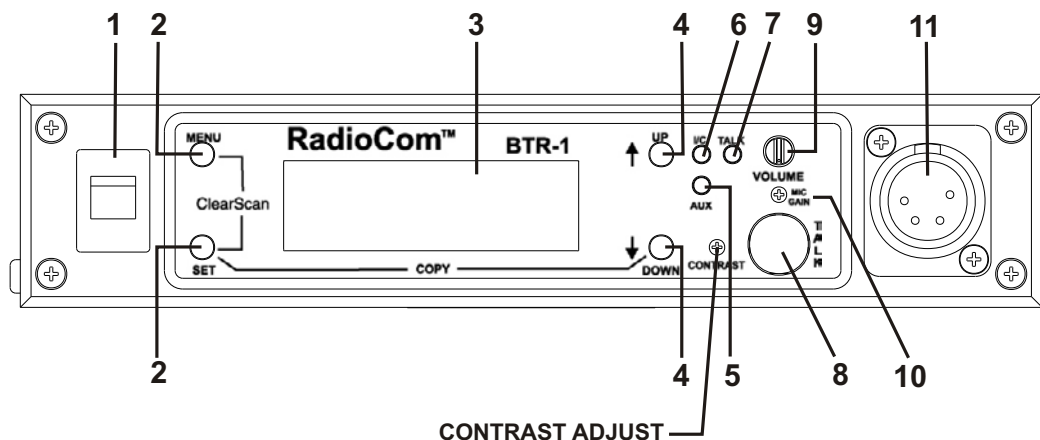 1 2 3 4 6 7 9 11
MENU
RadioCom™ BTR-1
UP
I/C
TALK
VOLUME
ClearScan
AUX
MIC
GAIN
SET
COPY
DOWN
CONTRAST
TALK
2 4 5 8 10
CONTRAST ADJUST